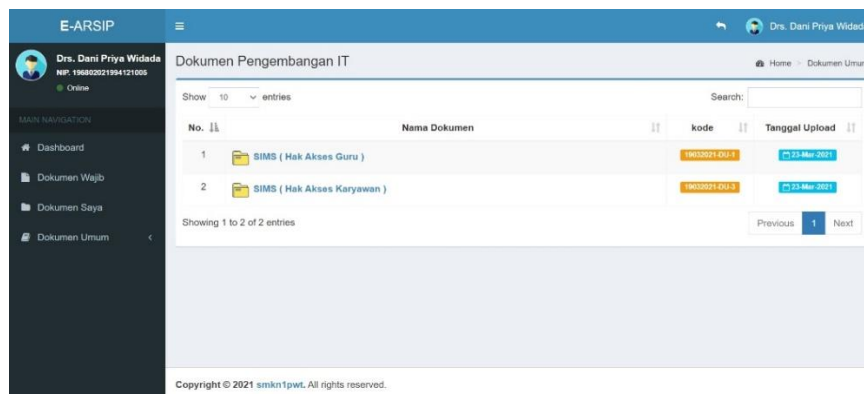 E-ARSIP
Drs. Dani Priya Widad
Drs. Dani Priya Widada
NIP. 196802021994121005
Online
MAIN NAVIGATION
Dashboard
Dokumen Wajib
Dokumen Saya
Dokumen Umum
Dokumen Pengembangan IT
Home > Dokumen Umum
Show 10 entries
Search:
No. Nama Dokumen kode Tanggal Upload
1 SIMS ( Hak Akses Guru ) 19032021-DU-1 23-Mar-2021
2 SIMS ( Hak Akses Karyawan ) 19032021-DU-3 23-Mar-2021
Showing 1 to 2 of 2 entries
Previous 1 Next
Copyright © 2021 smkn1pwt. All rights reserved.